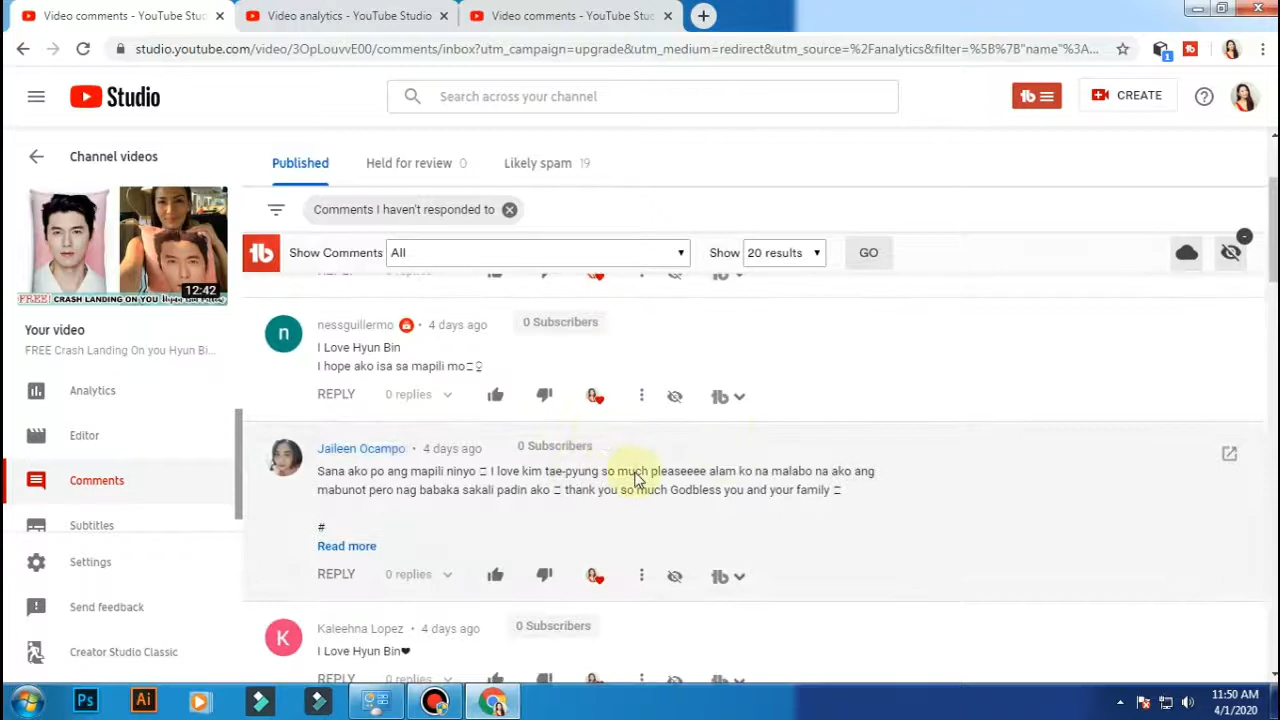 Video comments - YouTube Studio
Video analytics - YouTube Studio
Video comments - YouTube Stud
studio.youtube.com/video/3OpLouvvE00/comments/inbox?utm_campaign=upgrade&utm_medium=redirect&utm_source=%2Fanalytics&filter=%5B%7B"name"%3A...
1
Studio
Search across your channel
CREATE
Channel videos
Published
Held for review 0
Likely spam 19
Comments I haven't responded to
Show Comments All
Show 20 results
GO
12:42
FREE! CRASH LANDING ON YOU
Your video
FREE Crash Landing On you Hyun Bi...
Analytics
Editor
Comments
Subtitles
Settings
Send feedback
Creator Studio Classic
n
nessguillermo • 4 days ago
0 Subscribers
I Love Hyun Bin
I hope ako isa sa mapili mo
REPLY 0 replies
Jaileen Ocampo • 4 days ago
0 Subscribers
Sana ako po ang mapili ninyo I love kim tae-pyung so much pleaseeee alam ko na malabo na ako ang
mabunot pero nag babaka sakali padin ako thank you so much Godbless you and your family
#
Read more
REPLY 0 replies
K
Kaleehna Lopez • 4 days ago
0 Subscribers
I Love Hyun Bin❤
REPLY 0 replies
Ps
Ai
11:50 AM
4/1/2020